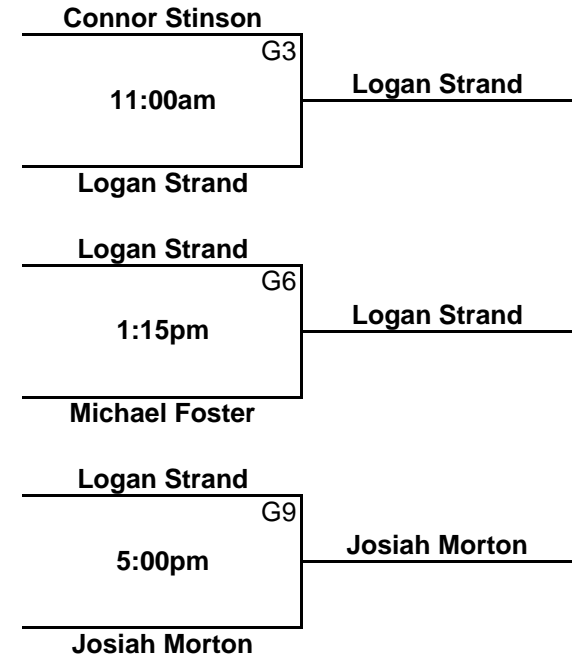 Connor Stinson
G3
11:00am
Logan Strand
Logan Strand
Logan Strand
G6
1:15pm
Logan Strand
Michael Foster
Logan Strand
G9
5:00pm
Josiah Morton
Josiah Morton